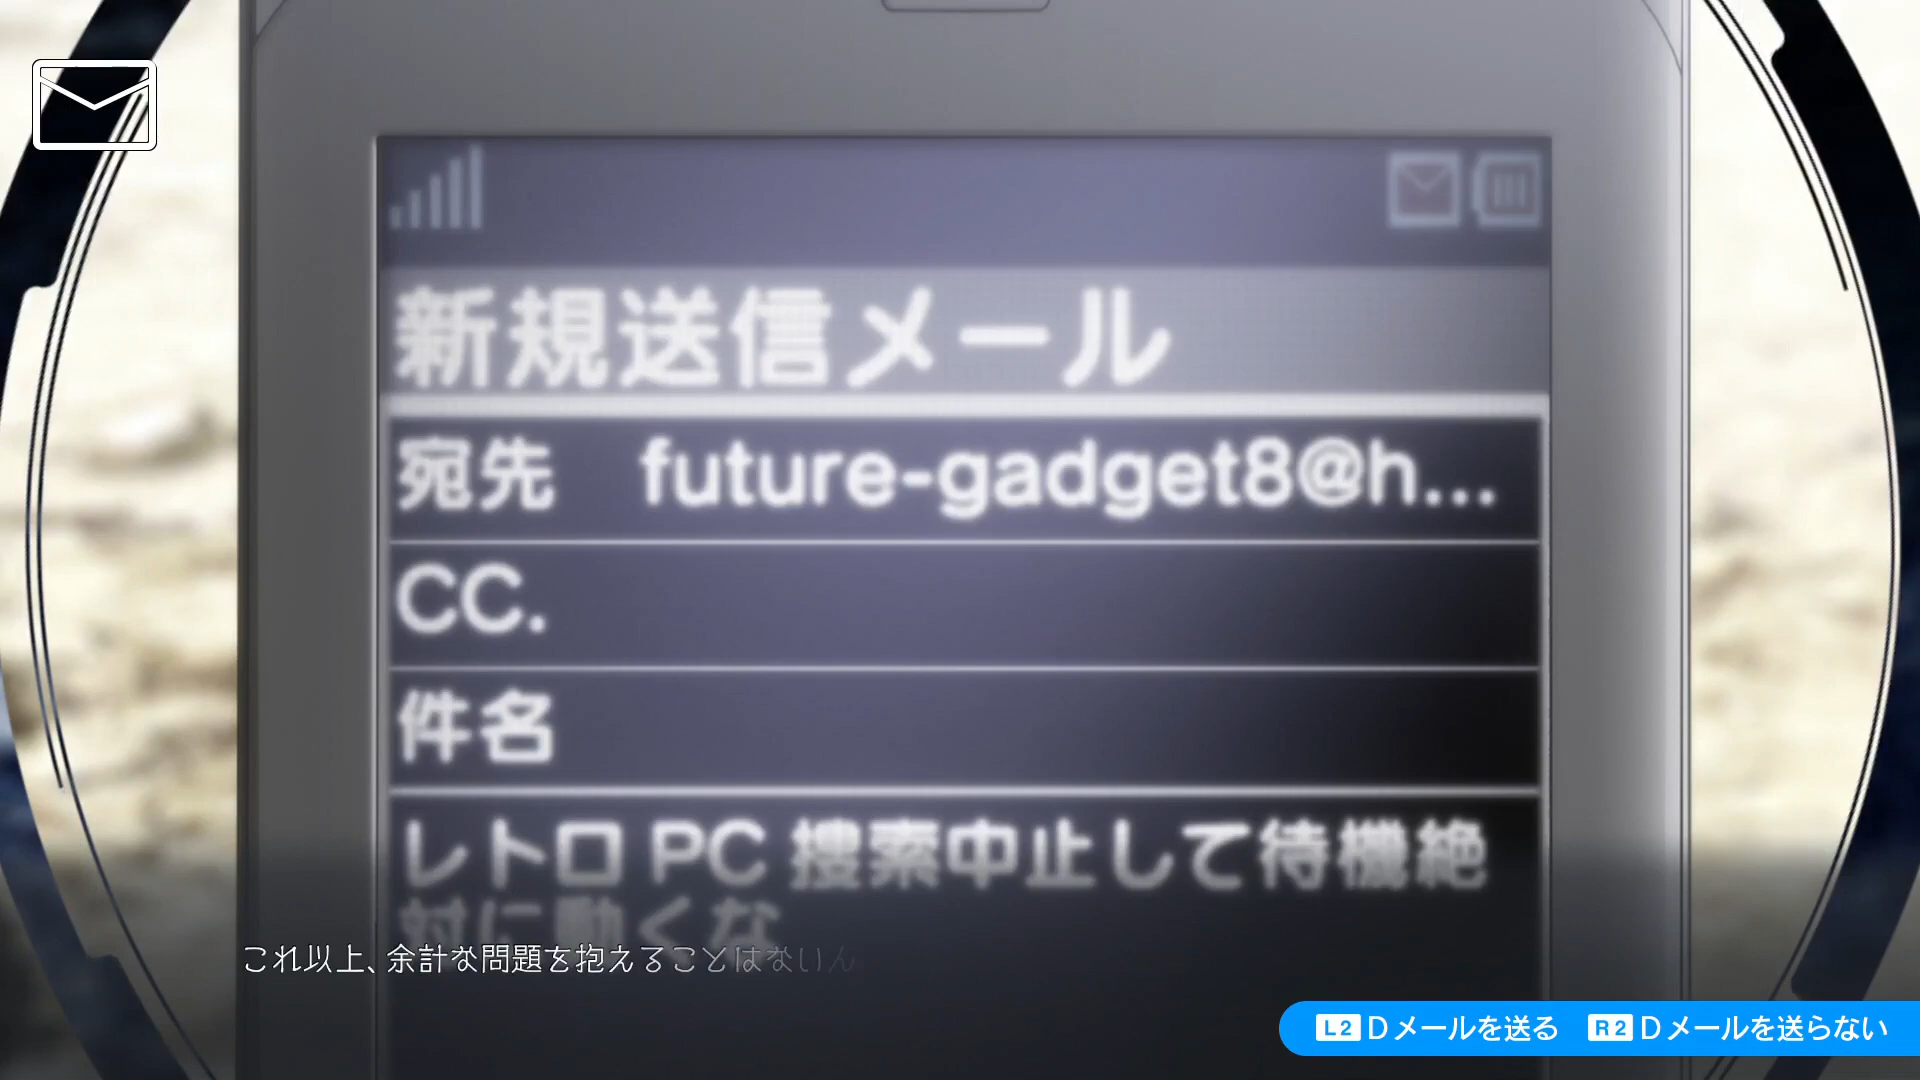 新規送信メール
宛先 future-gadget8@h...
CC.
件名
レトロPC捜索中止して待機絶
対に動くな
これ以上、余計な問題を抱えることはないん
L2 Dメールを送る R2 Dメールを送らない